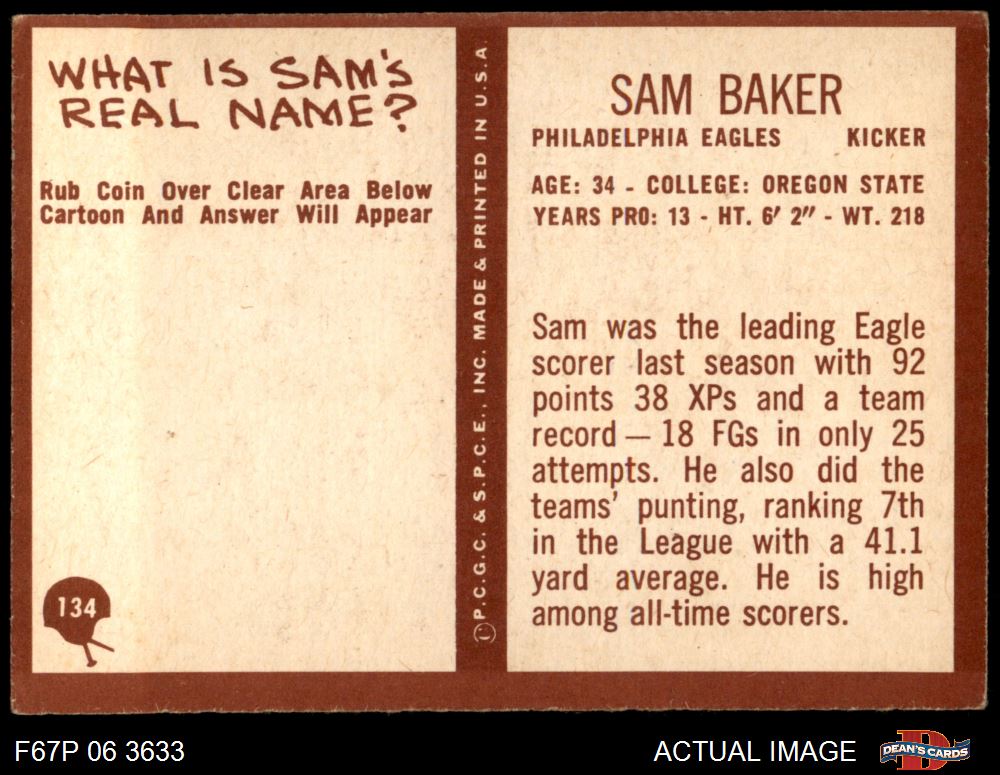 WHAT IS SAM'S
REAL NAME?
Rub Coin Over Clear Area Below
Cartoon And Answer Will Appear
134
P.C.G.C. & S.P.C.E., INC. MADE & PRINTED IN U.S.A.
SAM BAKER
PHILADELPHIA EAGLES KICKER
AGE: 34 - COLLEGE: OREGON STATE
YEARS PRO: 13 - HT. 6' 2" - WT. 218
Sam was the leading Eagle
scorer last season with 92
points 38 XPs and a team
record — 18 FGs in only 25
attempts. He also did the
teams' punting, ranking 7th
in the League with a 41.1
yard average. He is high
among all-time scorers.
F67P 06 3633
ACTUAL IMAGE
DEAN'S CARDS